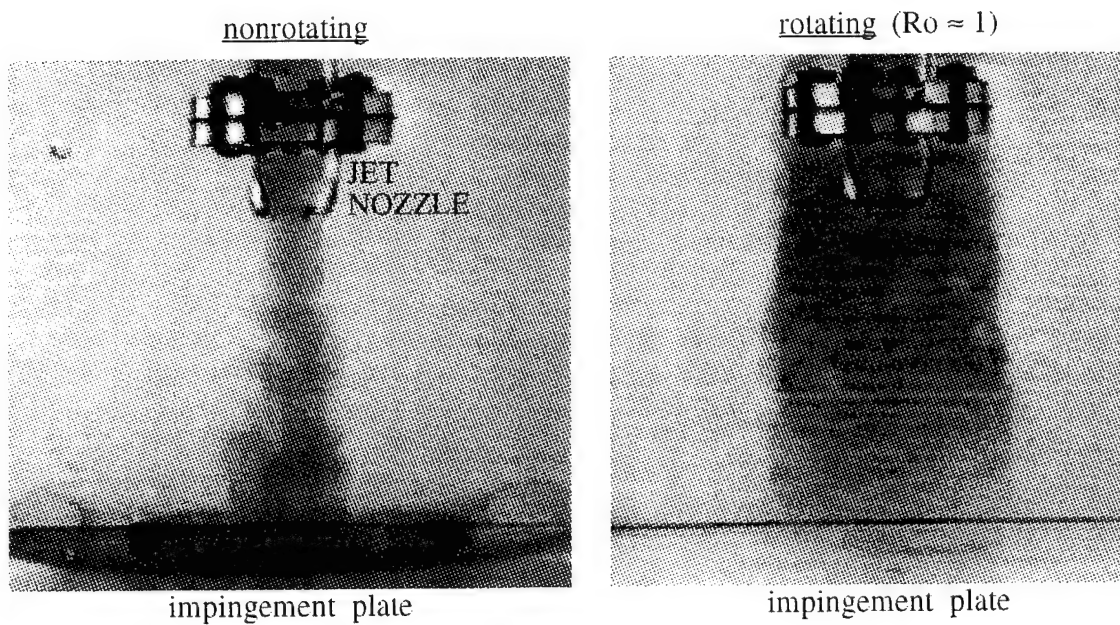 nonrotating
rotating (Ro ≈ 1)
JET
NOZZLE
impingement plate
impingement plate